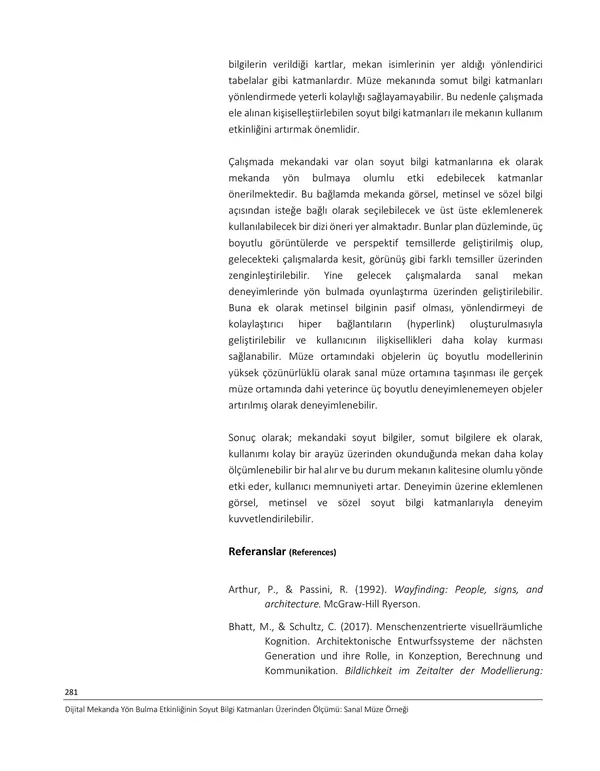 bilgilerin verildiği kartlar, mekan isimlerinin yer aldığı yönlendirici
tabelalar gibi katmanlardır. Müze mekanında somut bilgi katmanları
yönlendirmede yeterli kolaylığı sağlayamayabilir. Bu nedenle çalışmada
ele alınan kişiselleştiirlebilen soyut bilgi katmanları ile mekanın kullanım
etkinliğini artırmak önemlidir.
Çalışmada mekandaki var olan soyut bilgi katmanlarına ek olarak
mekanda yön bulmaya olumlu etki edebilecek katmanlar
önerilmektedir. Bu bağlamda mekanda görsel, metinsel ve sözel bilgi
açısından isteğe bağlı olarak seçilebilecek ve üst üste eklemlenerek
kullanılabilecek bir dizi öneri yer almaktadır. Bunlar plan düzleminde, üç
boyutlu görüntülerde ve perspektif temsillerde geliştirilmiş olup,
gelecekteki çalışmalarda kesit, görünüş gibi farklı temsiller üzerinden
zenginleştirilebilir. Yine gelecek çalışmalarda sanal mekan
deneyimlerinde yön bulmada oyunlaştırma üzerinden geliştirilebilir.
Buna ek olarak metinsel bilginin pasif olması, yönlendirmeyi de
kolaylaştırıcı hiper bağlantıların (hyperlink) oluşturulmasıyla
geliştirilebilir ve kullanıcının ilişkisellikleri daha kolay kurması
sağlanabilir. Müze ortamındaki objelerin üç boyutlu modellerinin
yüksek çözünürlüklü olarak sanal müze ortamına taşınması ile gerçek
müze ortamında dahi yeterince üç boyutlu deneyimlenemeyen objeler
artırılmış olarak deneyimlenebilir.
Sonuç olarak; mekandaki soyut bilgiler, somut bilgilere ek olarak,
kullanımı kolay bir arayüz üzerinden okunduğunda mekan daha kolay
ölçümlenebilir bir hal alır ve bu durum mekanın kalitesine olumlu yönde
etki eder, kullanıcı memnuniyeti artar. Deneyimin üzerine eklemlenen
görsel, metinsel ve sözel soyut bilgi katmanlarıyla deneyim
kuvvetlendirilebilir.
Referanslar (References)
Arthur, P., & Passini, R. (1992). Wayfinding: People, signs, and
architecture. McGraw-Hill Ryerson.
Bhatt, M., & Schultz, C. (2017). Menschenzentrierte visuellräumliche
Kognition. Architektonische Entwurfssysteme der nächsten
Generation und ihre Rolle, in Konzeption, Berechnung und
Kommunikation. Bildlichkeit im Zeitalter der Modellierung:
281
Dijital Mekanda Yön Bulma Etkinliğinin Soyut Bilgi Katmanları Üzerinden Ölçümü: Sanal Müze Örneği